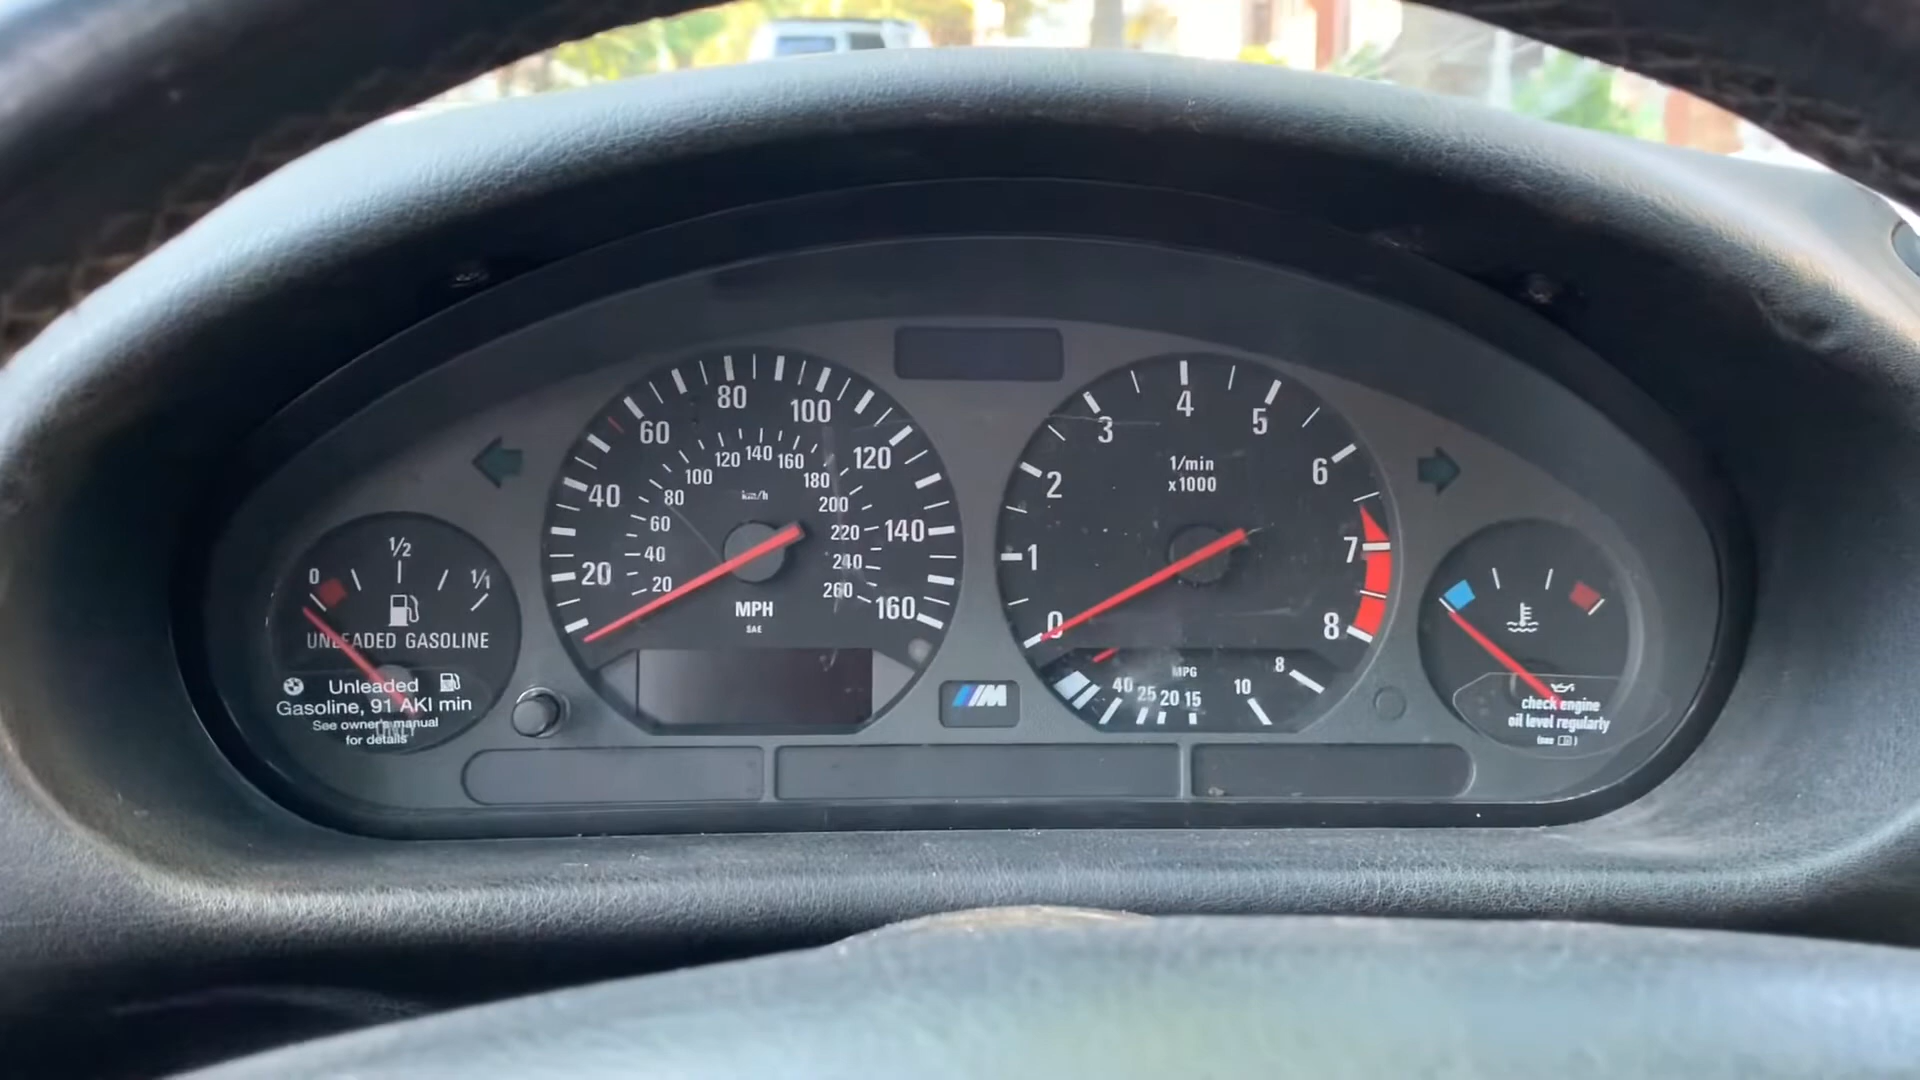 0
1/2
1/1
UNLEADED GASOLINE
Unleaded
Gasoline, 91 AKI min
See owner's manual
for details
20
40
60
80
100
120
140
160
20
40
60
80
100
120
140
160
180
200
220
240
260
km/h
MPH
SAE
M
0
1
2
3
4
5
6
7
8
1/min
x1000
MPG
40
25
20
15
10
8
check engine
oil level regularly